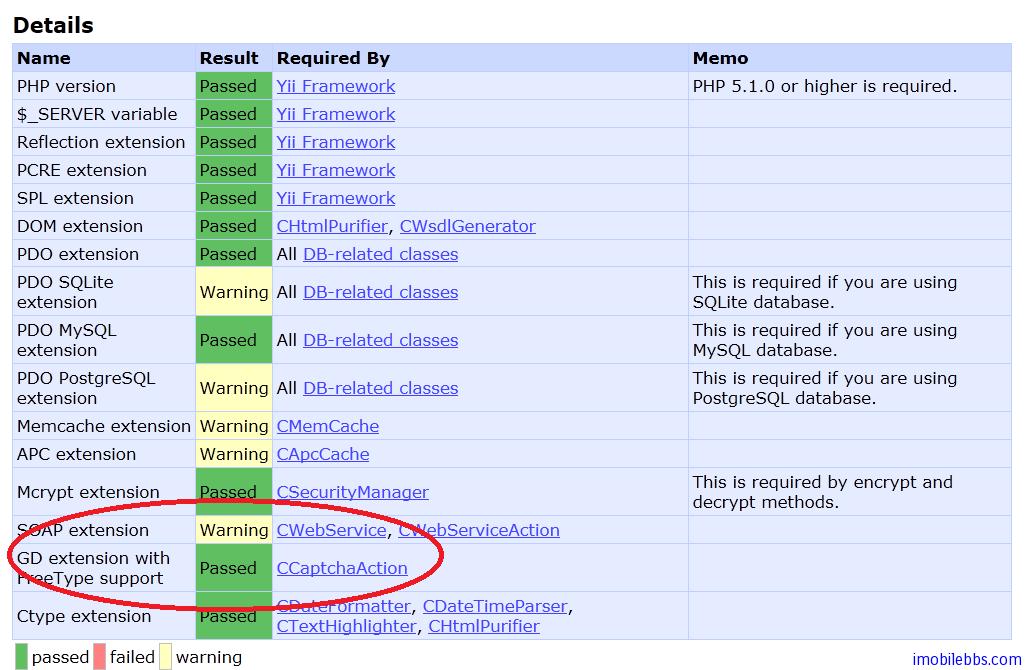 Details
Name Result Required By Memo
PHP version Passed Yii Framework PHP 5.1.0 or higher is required.
$_SERVER variable Passed Yii Framework
Reflection extension Passed Yii Framework
PCRE extension Passed Yii Framework
SPL extension Passed Yii Framework
DOM extension Passed CHtmlPurifier, CWsdlGenerator
PDO extension Passed All DB-related classes
PDO SQLite
extension Warning All DB-related classes This is required if you are using
SQLite database.
PDO MySQL
extension Passed All DB-related classes This is required if you are using
MySQL database.
PDO PostgreSQL
extension Warning All DB-related classes This is required if you are using
PostgreSQL database.
Memcache extension Warning CMemCache
APC extension Warning CApcCache
Mcrypt extension Passed CSecurityManager This is required by encrypt and
decrypt methods.
SOAP extension Warning CWebService, CWebServiceAction
GD extension with
FreeType support Passed CCaptchaAction
Ctype extension Passed CDateFormatter, CDateTimeParser,
CTextHighlighter, CHtmlPurifier
passed failed warning
imobilebbs.com